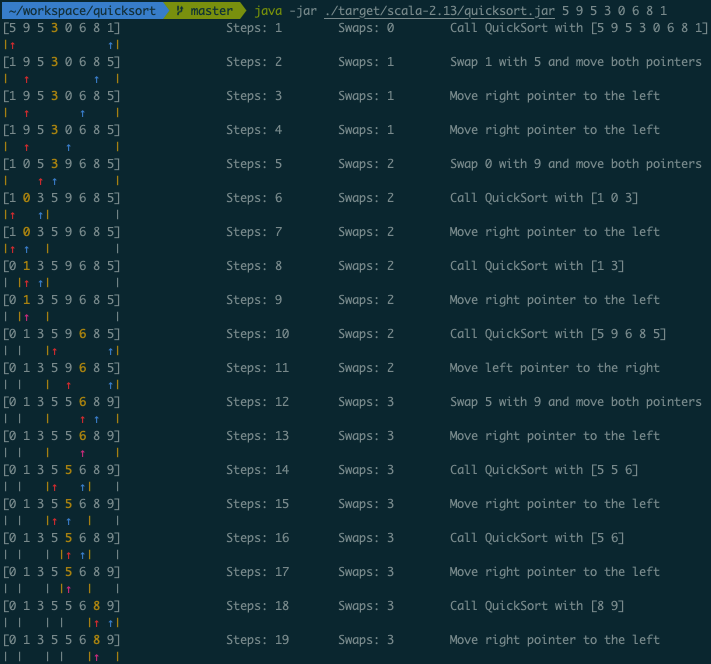 ~/workspace/quicksort master java -jar ./target/scala-2.13/quicksort.jar 5 9 5 3 0 6 8 1
[5 9 5 3 0 6 8 1] Steps: 1 Swaps: 0 Call QuickSort with [5 9 5 3 0 6 8 1]
|↑ ↑|
[1 9 5 3 0 6 8 5] Steps: 2 Swaps: 1 Swap 1 with 5 and move both pointers
| ↑ ↑ |
[1 9 5 3 0 6 8 5] Steps: 3 Swaps: 1 Move right pointer to the left
| ↑ ↑ |
[1 9 5 3 0 6 8 5] Steps: 4 Swaps: 1 Move right pointer to the left
| ↑ ↑ |
[1 0 5 3 9 6 8 5] Steps: 5 Swaps: 2 Swap 0 with 9 and move both pointers
| ↑ ↑ |
[1 0 3 5 9 6 8 5] Steps: 6 Swaps: 2 Call QuickSort with [1 0 3]
|↑ ↑| |
[1 0 3 5 9 6 8 5] Steps: 7 Swaps: 2 Move right pointer to the left
|↑ ↑ | |
[0 1 3 5 9 6 8 5] Steps: 8 Swaps: 2 Call QuickSort with [1 3]
| |↑ ↑| |
[0 1 3 5 9 6 8 5] Steps: 9 Swaps: 2 Move right pointer to the left
| |↑ | |
[0 1 3 5 9 6 8 5] Steps: 10 Swaps: 2 Call QuickSort with [5 9 6 8 5]
| | |↑ ↑|
[0 1 3 5 9 6 8 5] Steps: 11 Swaps: 2 Move left pointer to the right
| | | ↑ ↑|
[0 1 3 5 5 6 8 9] Steps: 12 Swaps: 3 Swap 5 with 9 and move both pointers
| | | ↑ ↑ |
[0 1 3 5 5 6 8 9] Steps: 13 Swaps: 3 Move right pointer to the left
| | | ↑ |
[0 1 3 5 5 6 8 9] Steps: 14 Swaps: 3 Call QuickSort with [5 5 6]
| | |↑ ↑| |
[0 1 3 5 5 6 8 9] Steps: 15 Swaps: 3 Move right pointer to the left
| | |↑ ↑ | |
[0 1 3 5 5 6 8 9] Steps: 16 Swaps: 3 Call QuickSort with [5 6]
| | | |↑ ↑| |
[0 1 3 5 5 6 8 9] Steps: 17 Swaps: 3 Move right pointer to the left
| | | |↑ | |
[0 1 3 5 5 6 8 9] Steps: 18 Swaps: 3 Call QuickSort with [8 9]
| | | | |↑ ↑|
[0 1 3 5 5 6 8 9] Steps: 19 Swaps: 3 Move right pointer to the left
| | | | |↑ |